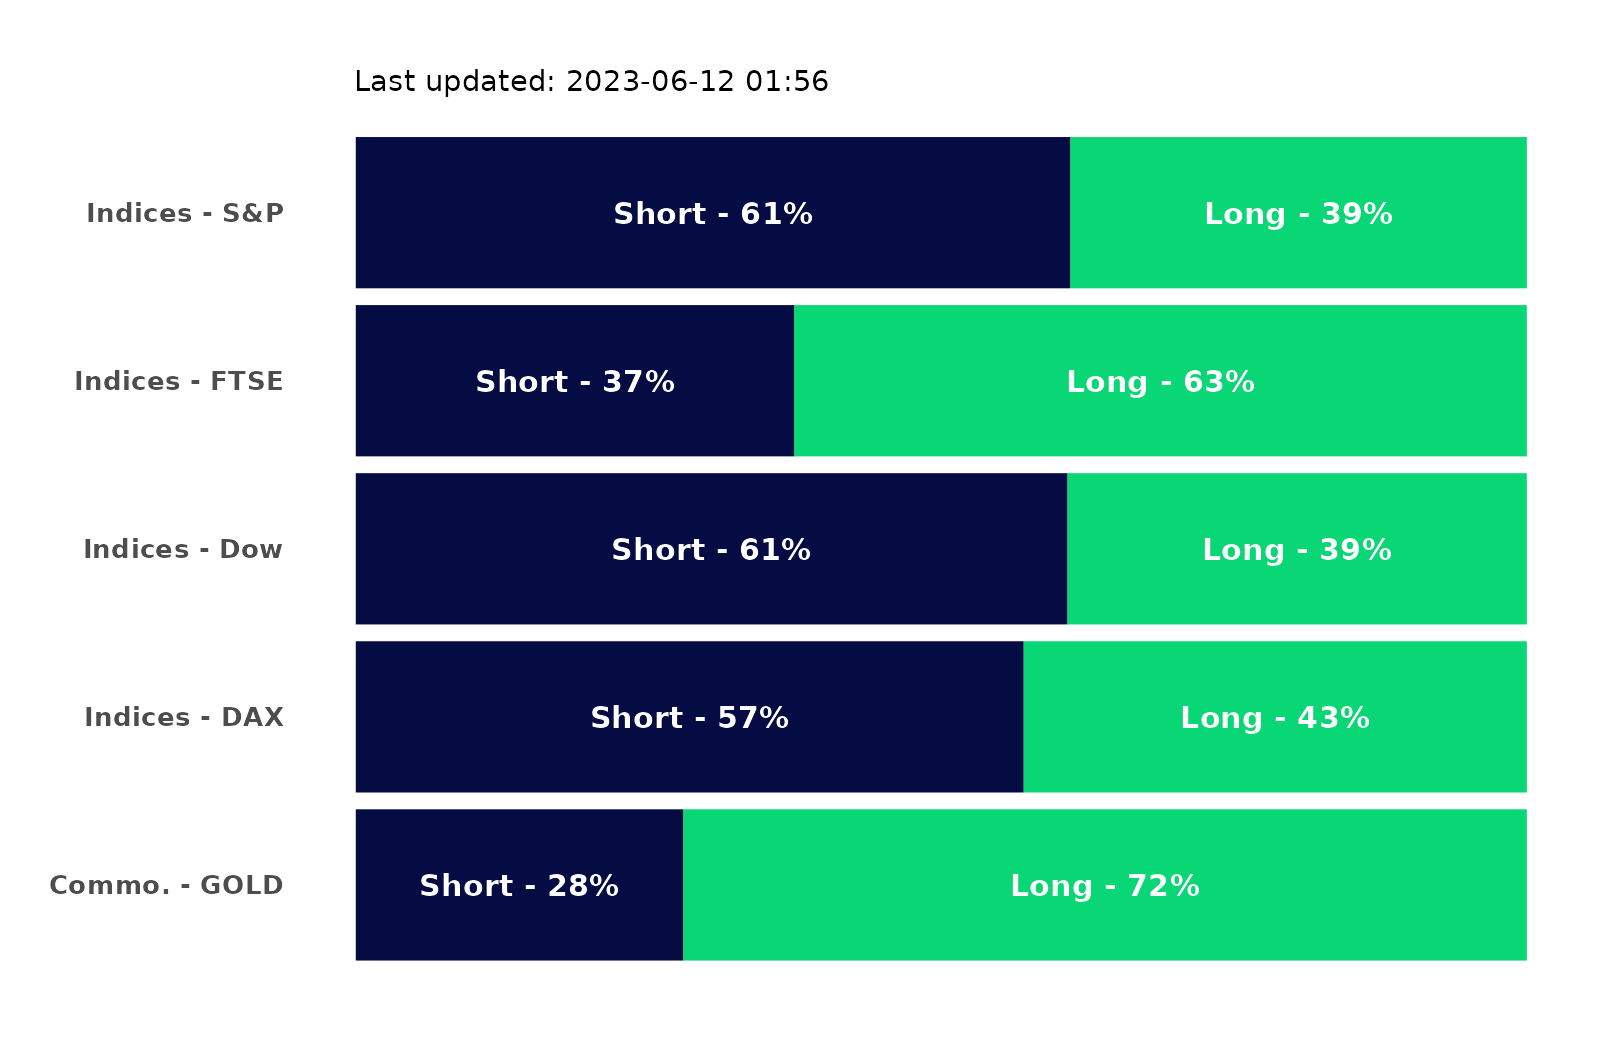 Last updated: 2023-06-12 01:56
Indices - S&P Short - 61% Long - 39%
Indices - FTSE Short - 37% Long - 63%
Indices - Dow Short - 61% Long - 39%
Indices - DAX Short - 57% Long - 43%
Commo. - GOLD Short - 28% Long - 72%